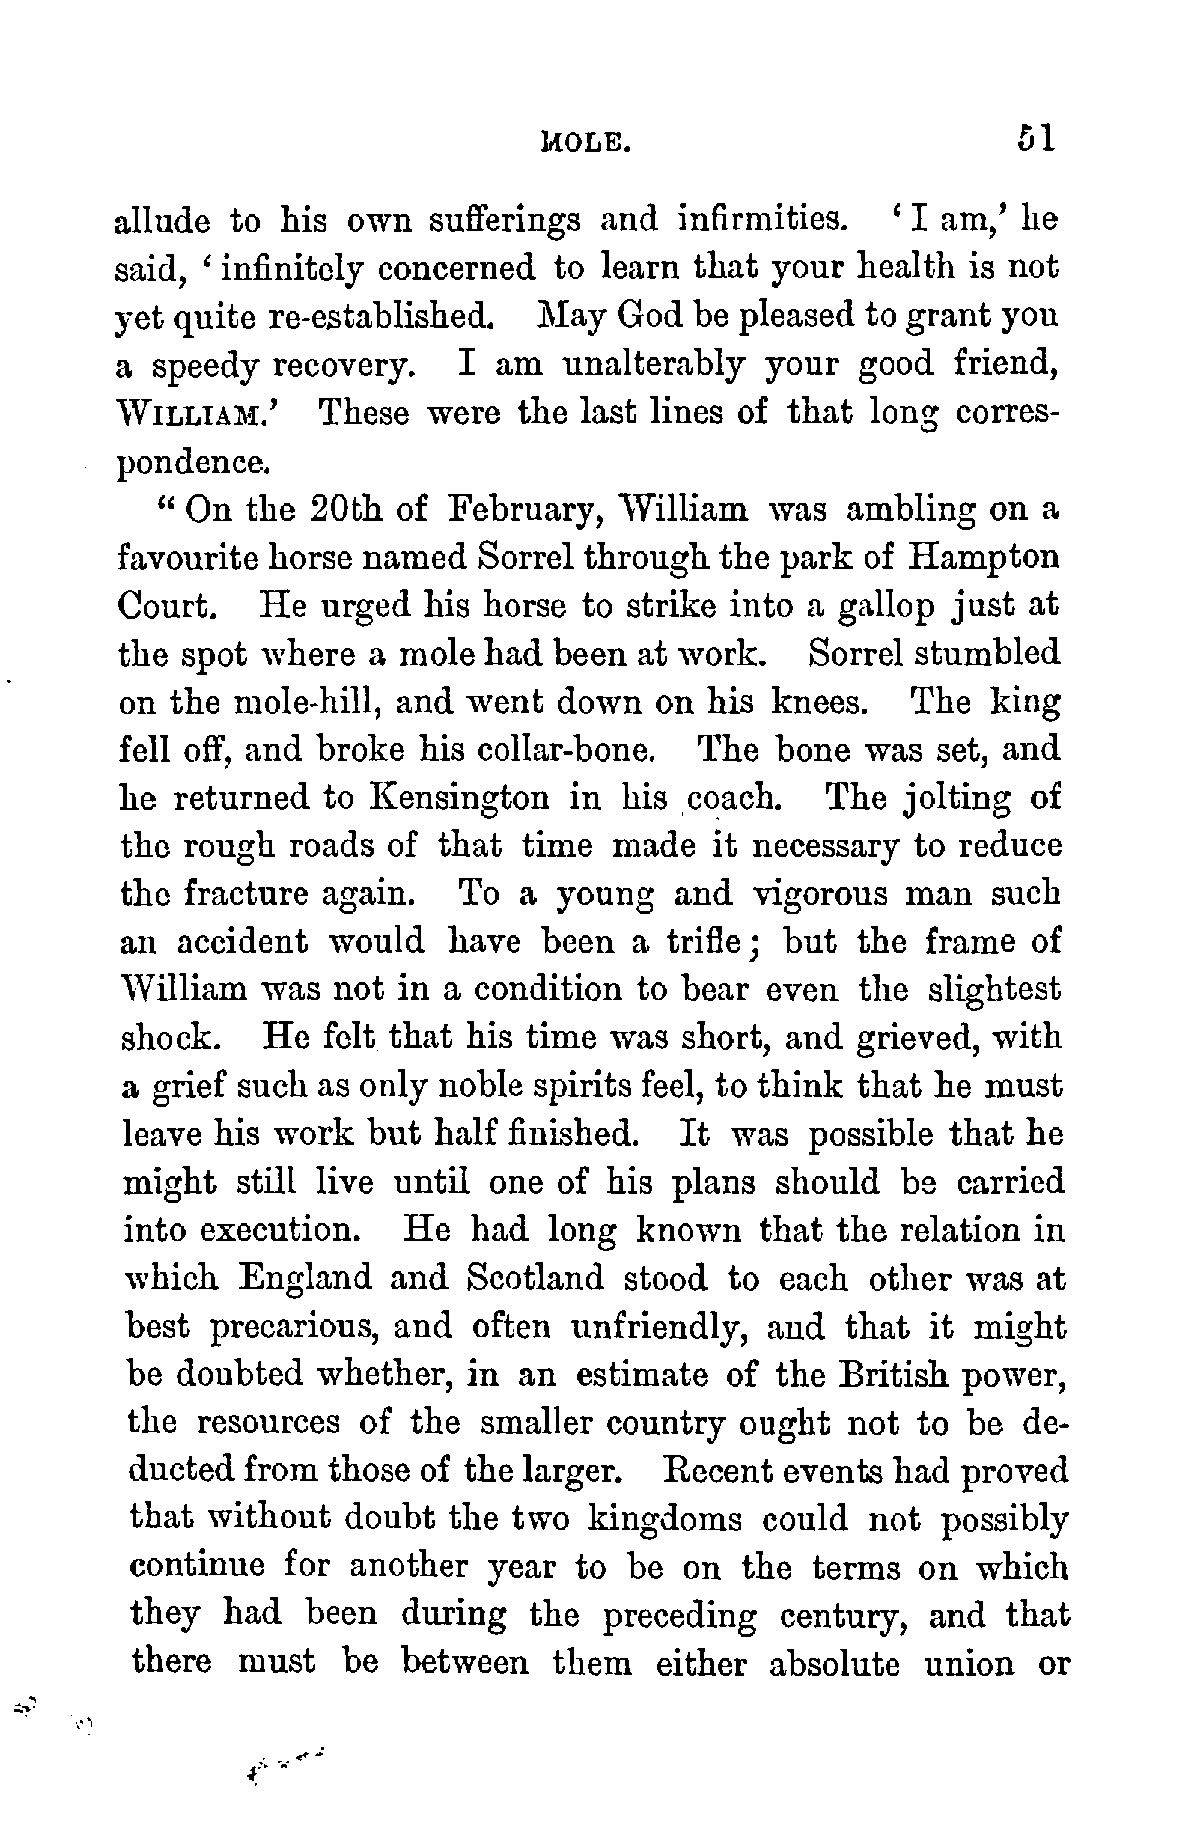 MOLE. 51
allude to his own sufferings and infirmities. ‘I am,’ he
said, ‘infinitely concerned to learn that your health is not
yet quite re-established. May God be pleased to grant you
a speedy recovery. I am unalterably your good friend,
WILLIAM.’ These were the last lines of that long corres-
pondence.
“On the 20th of February, William was ambling on a
favourite horse named Sorrel through the park of Hampton
Court. He urged his horse to strike into a gallop just at
the spot where a mole had been at work. Sorrel stumbled
on the mole-hill, and went down on his knees. The king
fell off, and broke his collar-bone. The bone was set, and
he returned to Kensington in his coach. The jolting of
the rough roads of that time made it necessary to reduce
the fracture again. To a young and vigorous man such
an accident would have been a trifle; but the frame of
William was not in a condition to bear even the slightest
shock. He felt that his time was short, and grieved, with
a grief such as only noble spirits feel, to think that he must
leave his work but half finished. It was possible that he
might still live until one of his plans should be carried
into execution. He had long known that the relation in
which England and Scotland stood to each other was at
best precarious, and often unfriendly, and that it might
be doubted whether, in an estimate of the British power,
the resources of the smaller country ought not to be de-
ducted from those of the larger. Recent events had proved
that without doubt the two kingdoms could not possibly
continue for another year to be on the terms on which
they had been during the preceding century, and that
there must be between them either absolute union or